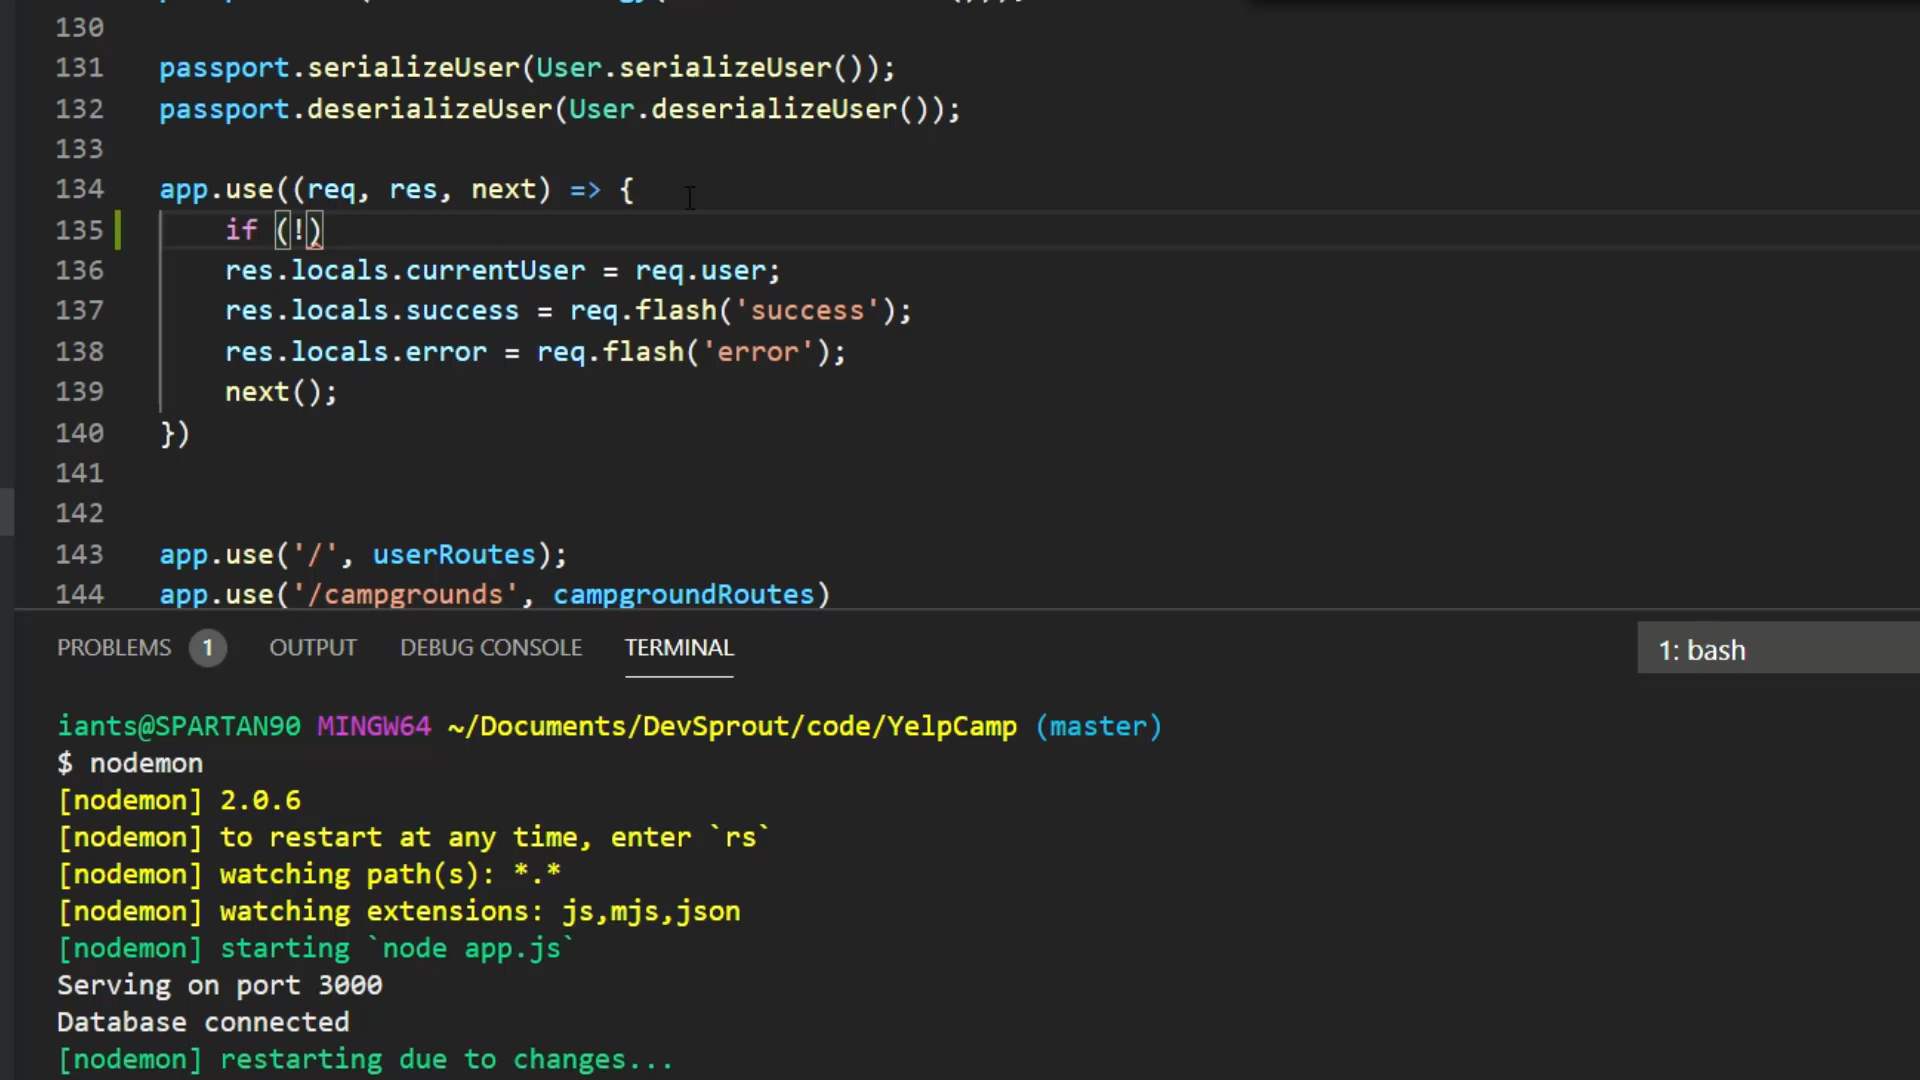 130
131 passport.serializeUser(User.serializeUser());
132 passport.deserializeUser(User.deserializeUser());
133
134 app.use((req, res, next) => {
135 if (!)
136 res.locals.currentUser = req.user;
137 res.locals.success = req.flash('success');
138 res.locals.error = req.flash('error');
139 next();
140 })
141
142
143 app.use('/', userRoutes);
144 app.use('/campgrounds', campgroundRoutes)
PROBLEMS 1 OUTPUT DEBUG CONSOLE TERMINAL 1: bash
iants@SPARTAN90 MINGW64 ~/Documents/DevSprout/code/YelpCamp (master)
$ nodemon
[nodemon] 2.0.6
[nodemon] to restart at any time, enter `rs`
[nodemon] watching path(s): *.*
[nodemon] watching extensions: js,mjs,json
[nodemon] starting `node app.js`
Serving on port 3000
Database connected
[nodemon] restarting due to changes...